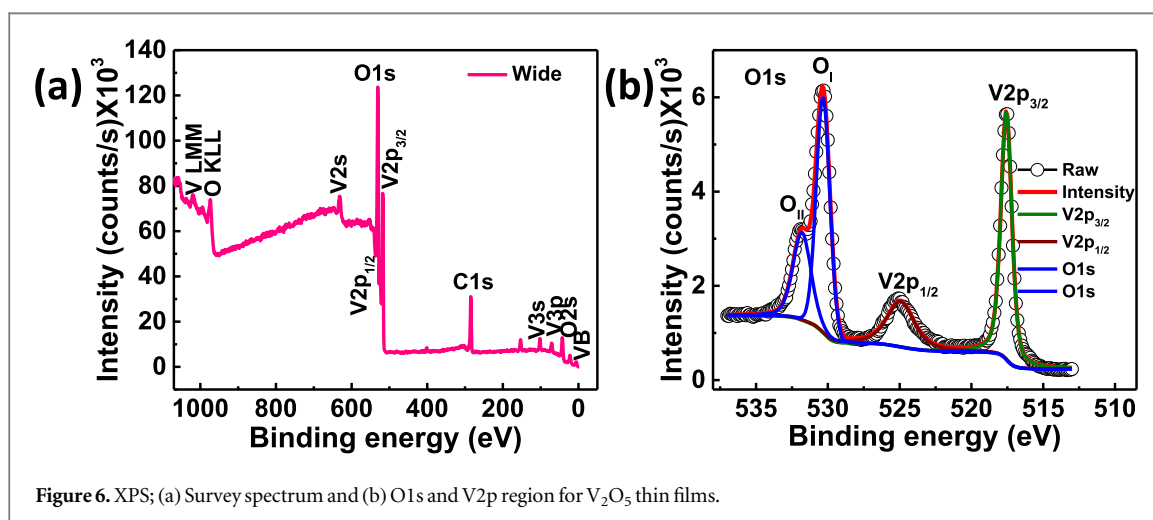 (a)
Intensity (counts/s)X10³
140
120
100
80
60
40
20
0
V LMM
O KLL
V2s
O1s
V2p3/2
V2p1/2
C1s
V3s
V3p
O2s
VB
Wide
1000 800 600 400 200 0
Binding energy (eV)
(b)
Intensity (counts/s)X10³
6
5
3
2
0
O1s
OI
OII
V2p1/2
V2p3/2
Raw
Intensity
V2p3/2
V2p1/2
O1s
O1s
535 530 525 520 515 510
Binding energy (eV)
Figure 6. XPS; (a) Survey spectrum and (b) O1s and V2p region for V₂O₅ thin films.